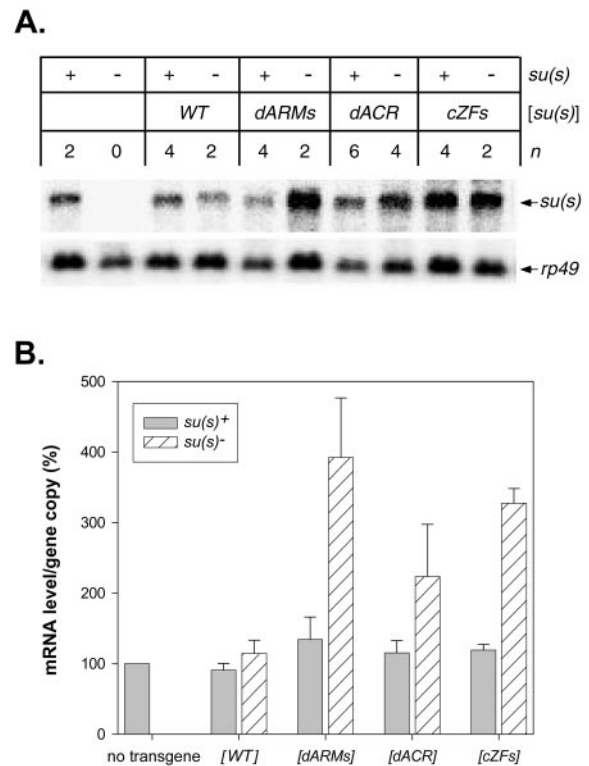 A.
+ - + - + - + - + - su(s)
WT dARMs dACR cZFs [su(s)]
2 0 4 2 4 2 6 4 4 2 n
su(s)
rp49
B.
500
400
300
200
100
0
mRNA level/gene copy (%)
su(s)+
su(s)-
no transgene [WT] [dARMs] [dACR] [cZFs]